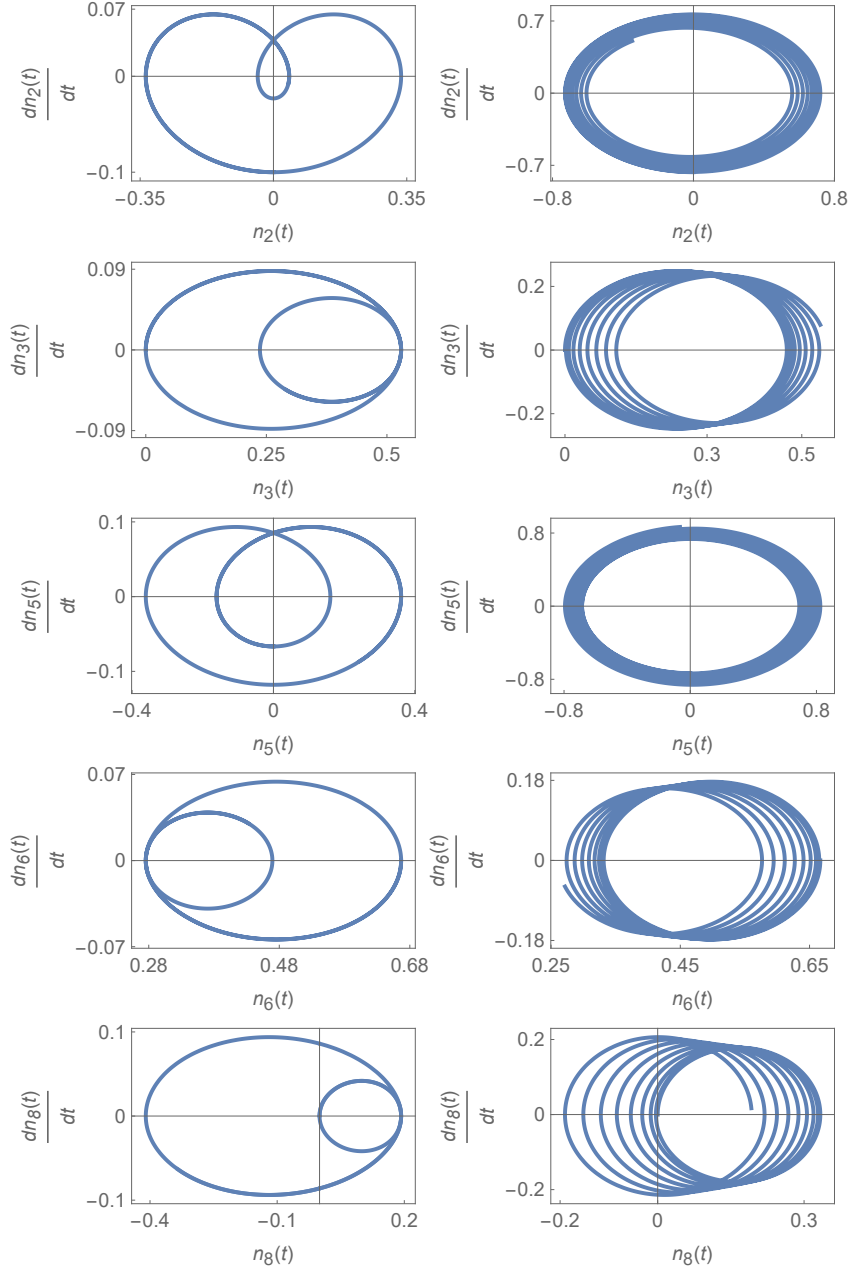 0.07
0
−0.1
dn2(t)
dt
−0.35
0
0.35
n2(t)
0.7
0
−0.7
dn2(t)
dt
−0.8
0
0.8
n2(t)
0.09
0
−0.09
dn3(t)
dt
0
0.25
0.5
n3(t)
0.2
0
−0.2
dn3(t)
dt
0
0.3
0.5
n3(t)
0.1
0
−0.1
dn5(t)
dt
−0.4
0
0.4
n5(t)
0.8
0
−0.8
dn5(t)
dt
−0.8
0
0.8
n5(t)
0.07
0
−0.07
dn6(t)
dt
0.28
0.48
0.68
n6(t)
0.18
0
−0.18
dn6(t)
dt
0.25
0.45
0.65
n6(t)
0.1
0
−0.1
dn8(t)
dt
−0.4
−0.1
0.2
n8(t)
0.2
0
−0.2
dn8(t)
dt
−0.2
0
0.3
n8(t)